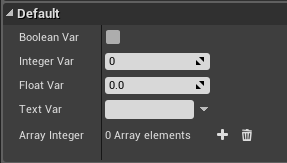 Default
Boolean Var
Integer Var 0
Float Var 0.0
Text Var
Array Integer 0 Array elements